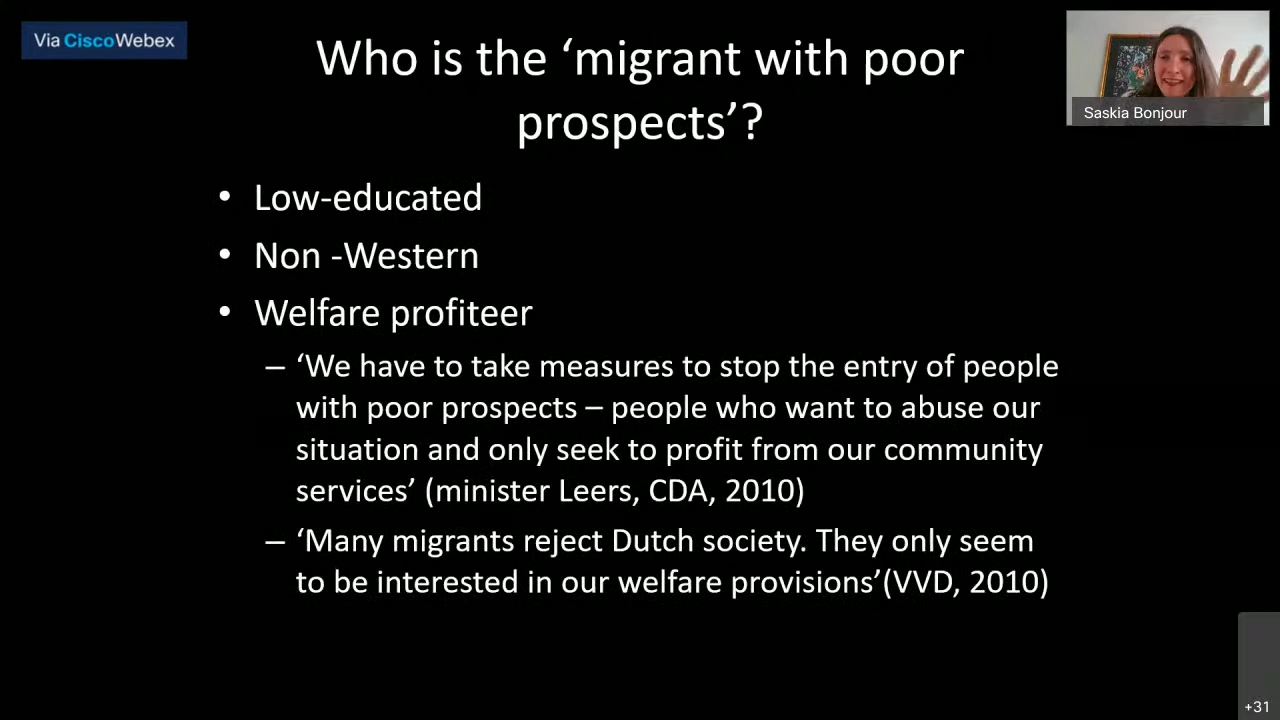 Via CiscoWebex
Who is the ‘migrant with poor
prospects’?
Saskia Bonjour
• Low-educated
• Non -Western
• Welfare profiteer
– ‘We have to take measures to stop the entry of people
with poor prospects – people who want to abuse our
situation and only seek to profit from our community
services’ (minister Leers, CDA, 2010)
– ‘Many migrants reject Dutch society. They only seem
to be interested in our welfare provisions’(VVD, 2010)
+31